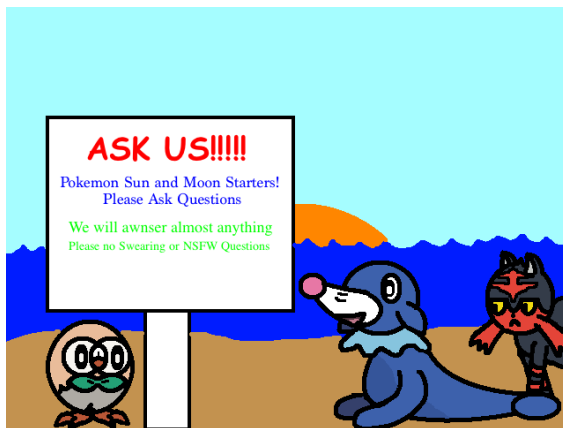 ASK US!!!!!
Pokemon Sun and Moon Starters!
Please Ask Questions
We will awnser almost anything
Please no Swearing or NSFW Questions